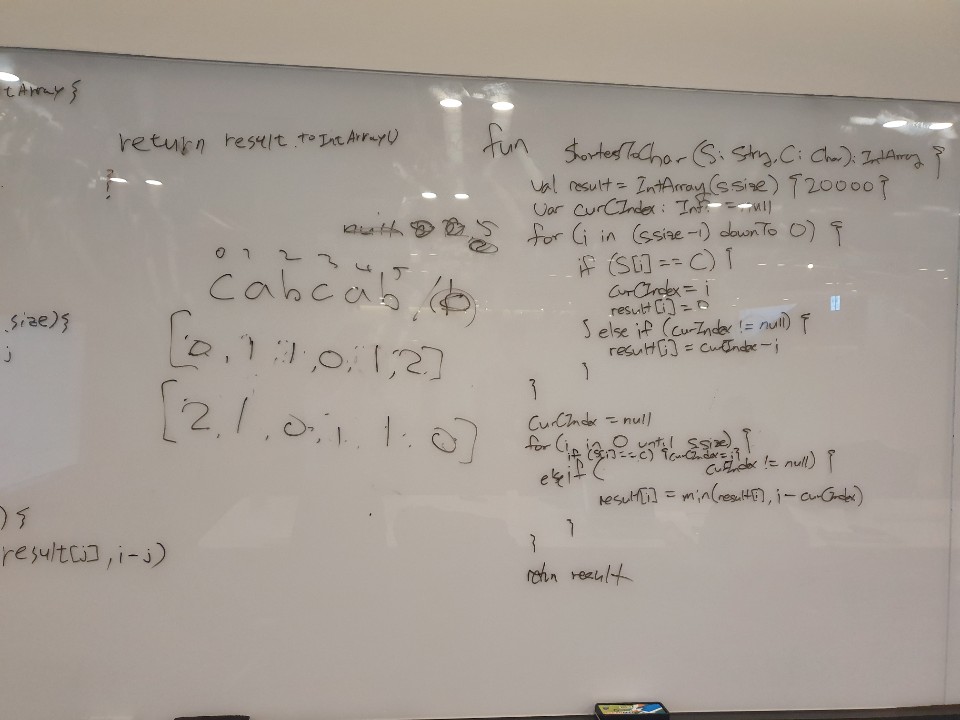 tArray {
return result.toIntArray()
}
0 1 2 3 4 5
cabcab, b
[0, 1, 1, 0, 1, 2]
[2, 1, 0, 1, 1, 0]
.size) {
j
) {
result[j], i-j)
fun shortestToChar(S: String, C: Char): IntArray {
val result = IntArray(s.size) { 20000 }
var curCIndex: Int? = null
for (i in (s.size-1) downTo 0) {
if (S[i] == C) {
curCIndex = i
result[i] = 0
} else if (curIndex != null) {
result[i] = curIndex - i
}
}
curCIndex = null
for (i in 0 until s.size) {
if (S[i] == C) {curCIndex = i}
else if ( curIndex != null) {
result[i] = min(result[i], i - curCIndex)
}
}
return result